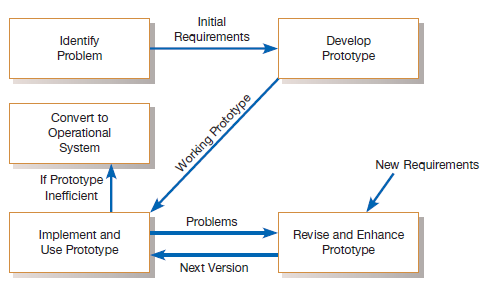 Identify
Problem
Initial
Requirements
Develop
Prototype
Convert to
Operational
System
Working Prototype
New Requirements
If Prototype
Inefficient
Implement and
Use Prototype
Problems
Next Version
Revise and Enhance
Prototype